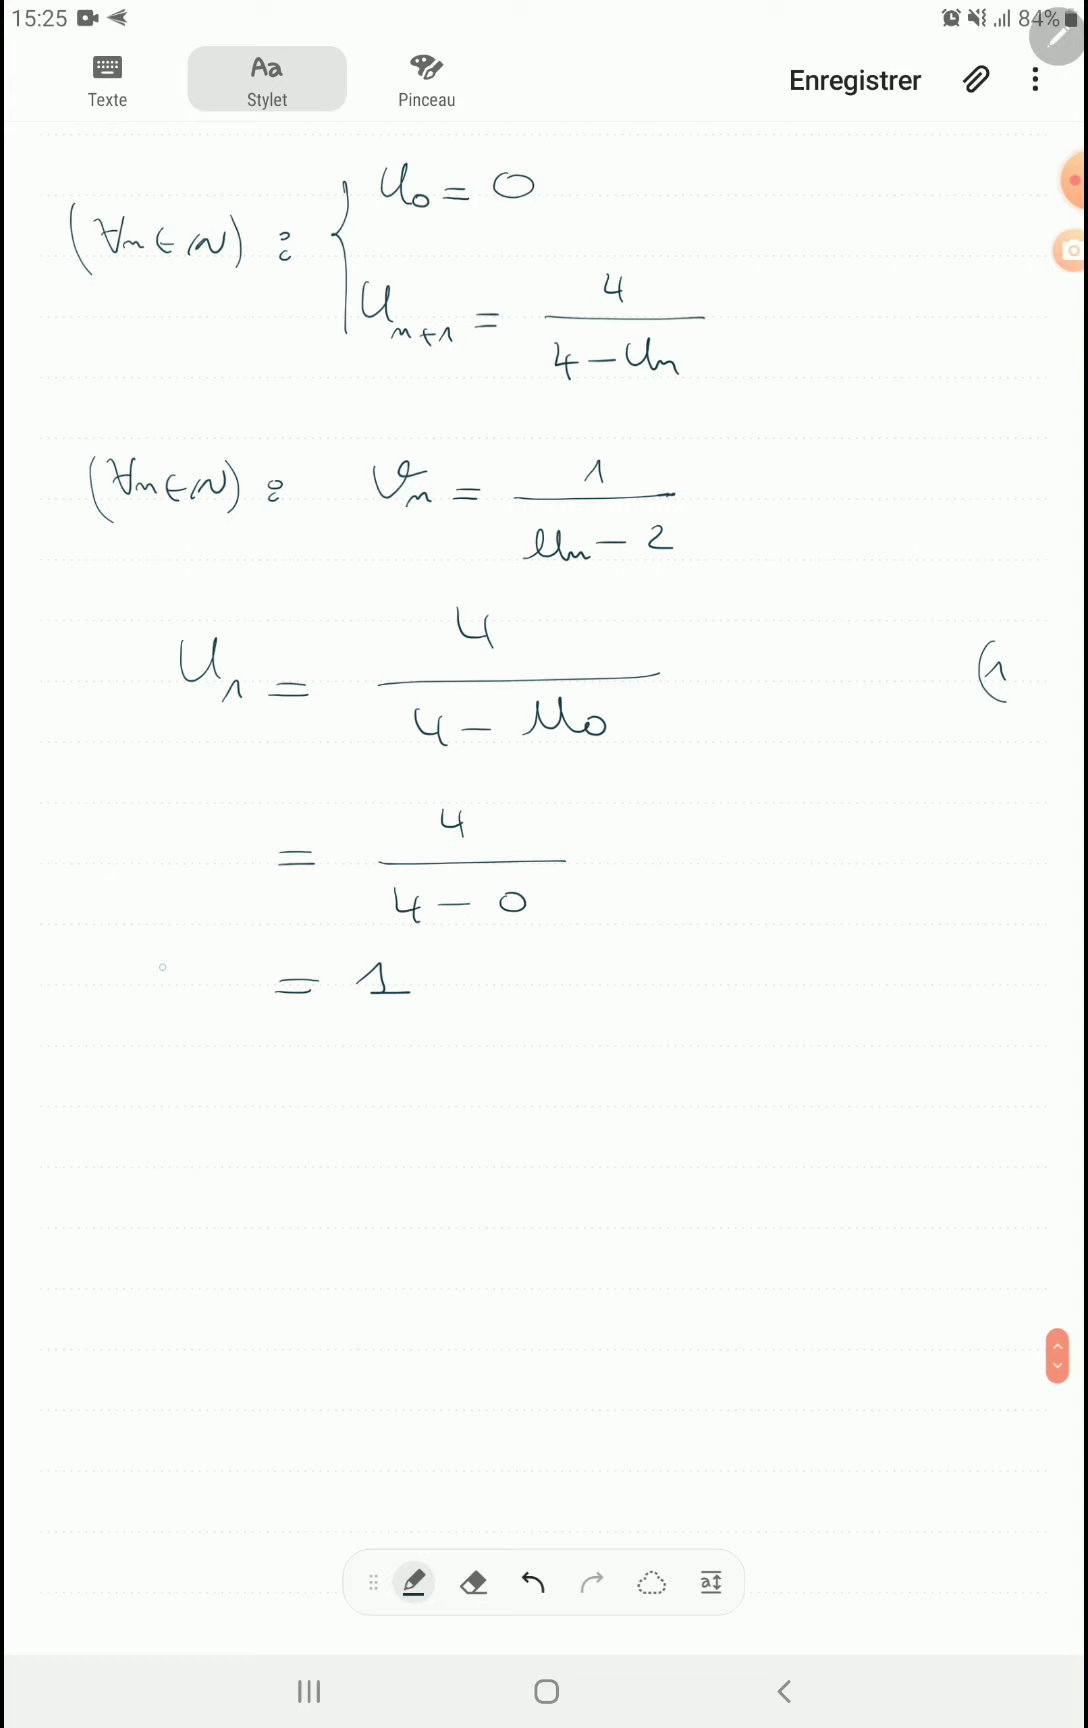 15:25 84%
Texte Aa Stylet Pinceau Enregistrer
(∀n∈ℕ) : { U₀ = 0
Uₙ₊₁ = 4 / (4 − Uₙ)
(∀n∈ℕ) : Vₙ = 1 / (Uₙ − 2)
U₁ = 4 / (4 − U₀) (1
= 4 / (4 − 0)
= 1